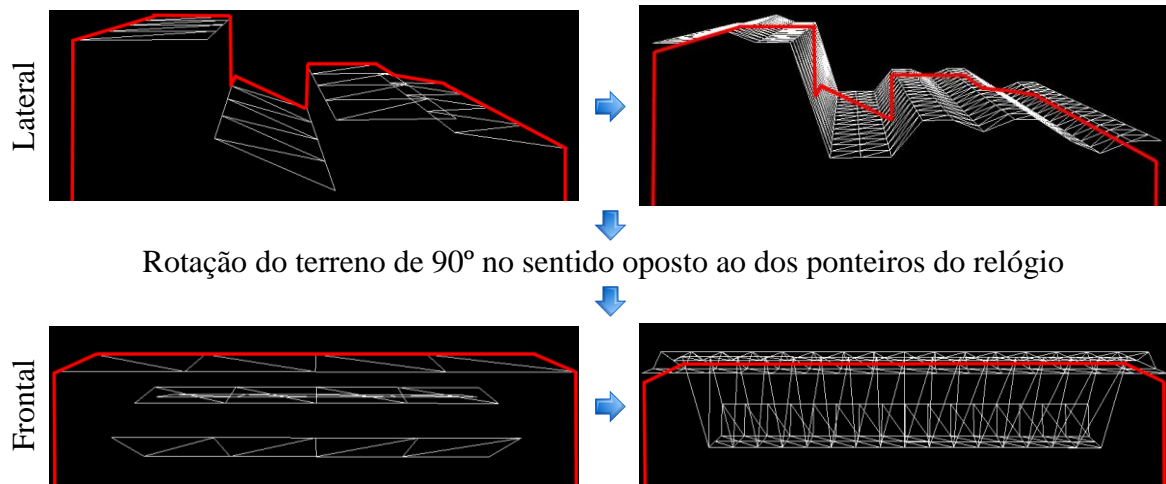 Lateral
Rotação do terreno de 90º no sentido oposto ao dos ponteiros do relógio
Frontal